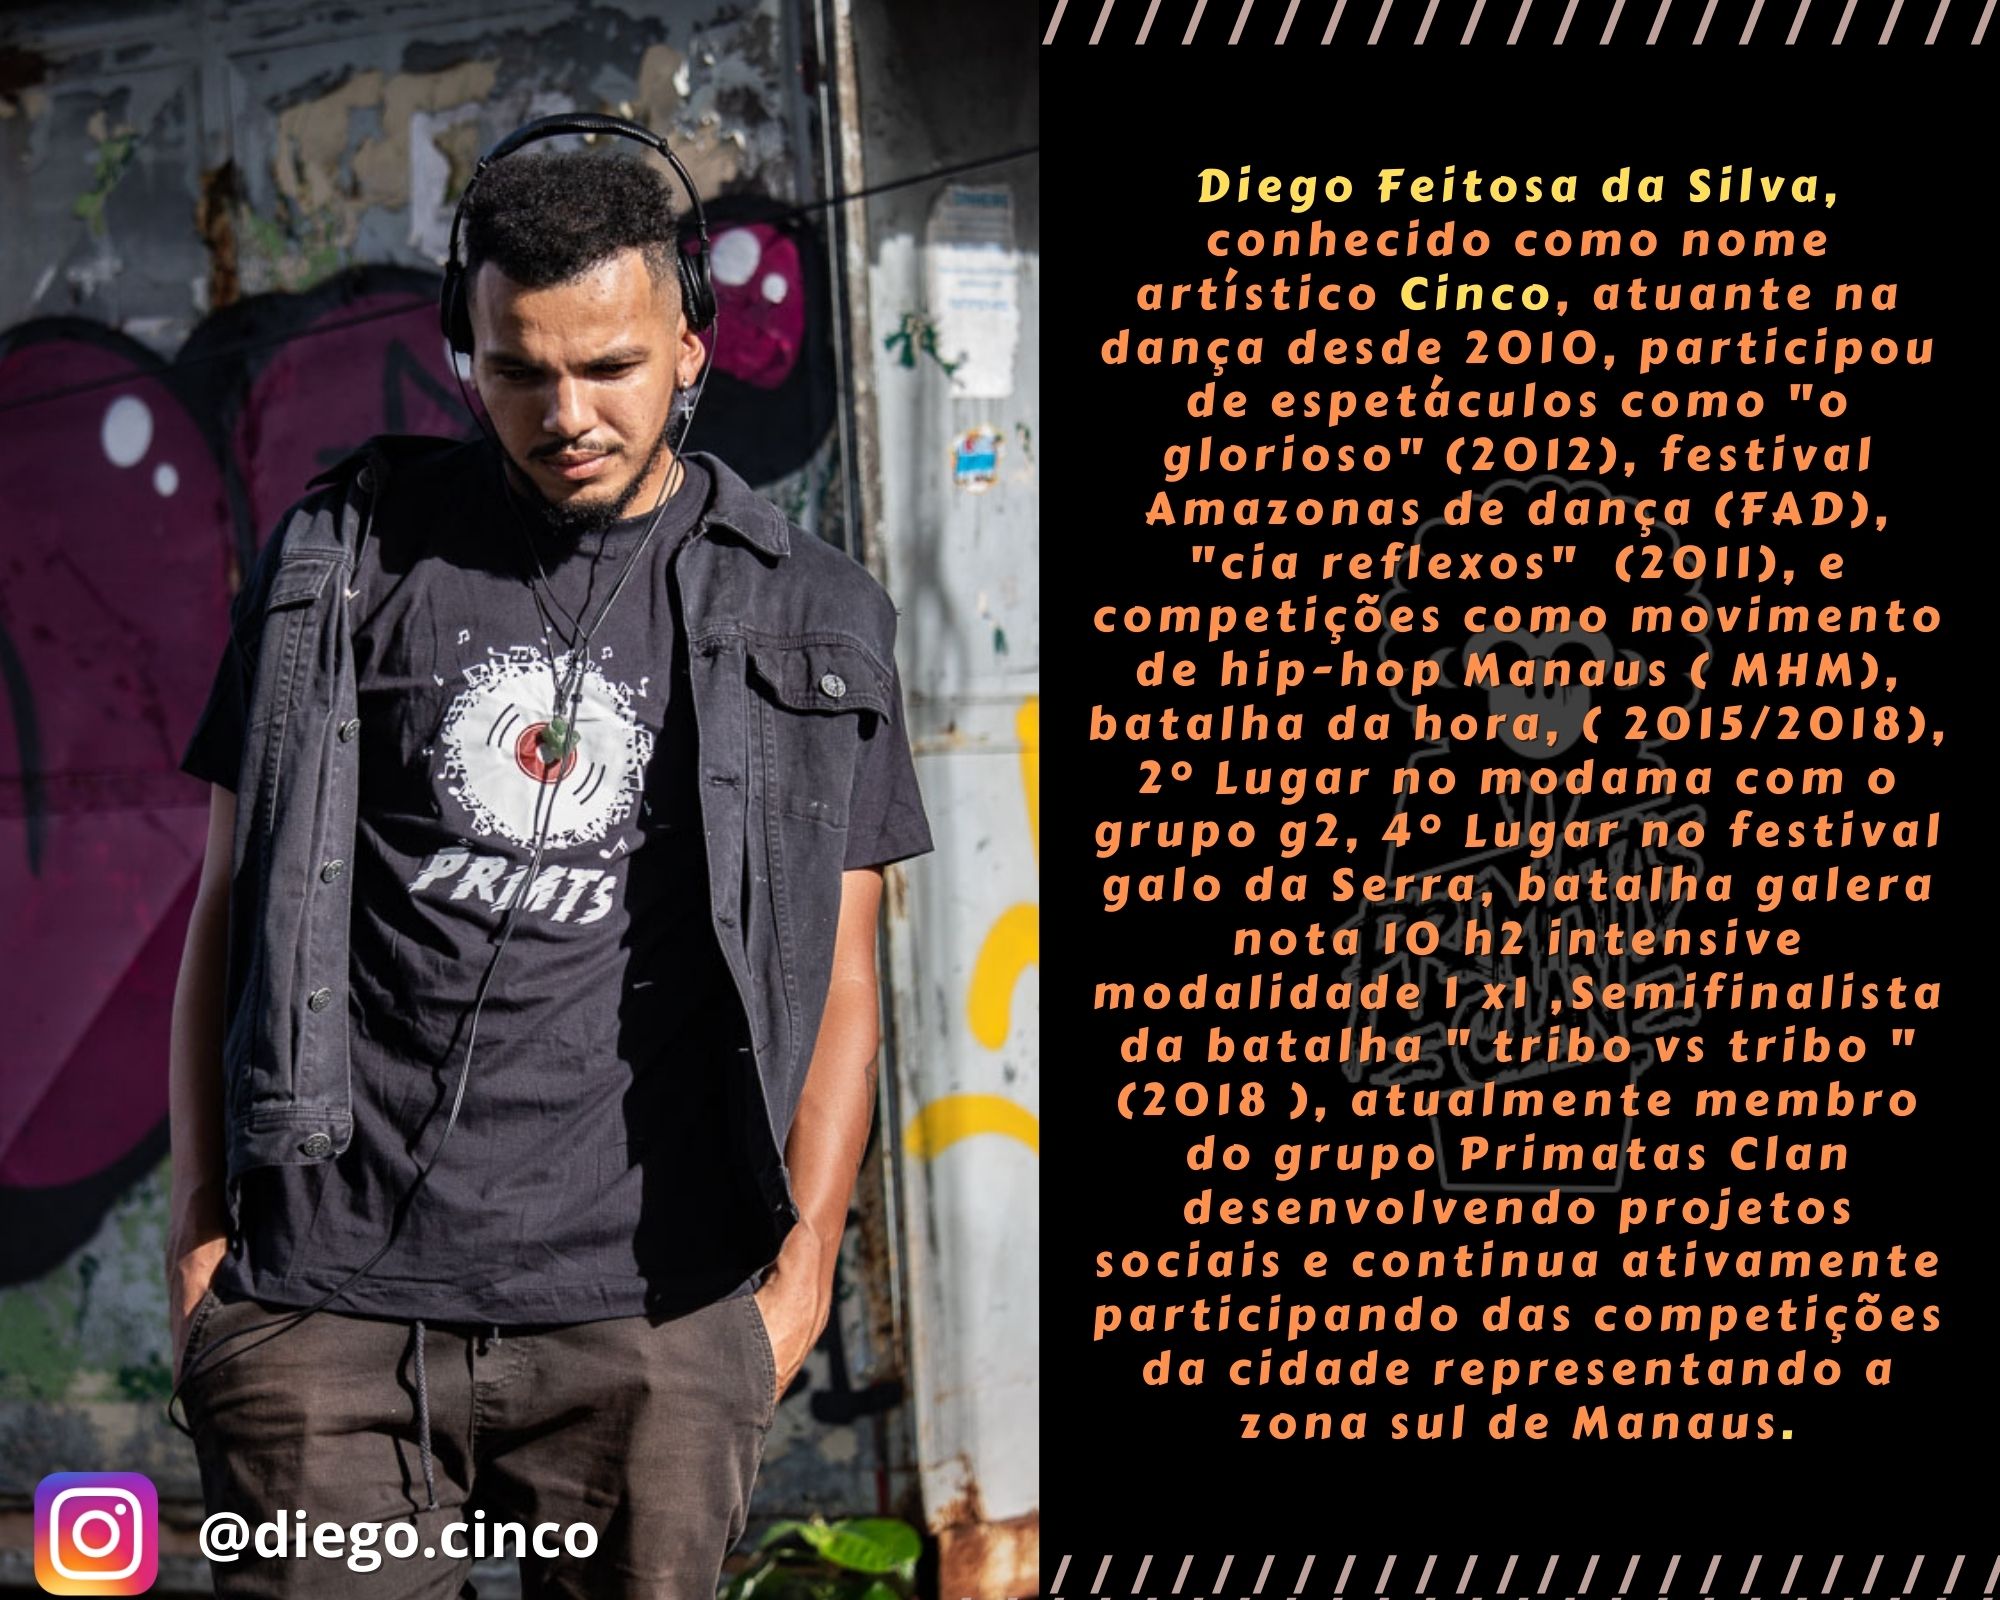 Diego Feitosa da Silva,
conhecido como nome
artístico Cinco, atuante na
dança desde 2010, participou
de espetáculos como "o
glorioso" (2012), festival
Amazonas de dança (FAD),
"cia reflexos" (2011), e
competições como movimento
de hip-hop Manaus ( MHM),
batalha da hora, ( 2015/2018),
2º Lugar no modama com o
grupo g2, 4º Lugar no festival
galo da Serra, batalha galera
nota 10 h2 intensive
modalidade 1 x1 ,Semifinalista
da batalha " tribo vs tribo "
(2018 ), atualmente membro
do grupo Primatas Clan
desenvolvendo projetos
sociais e continua ativamente
participando das competições
da cidade representando a
zona sul de Manaus.
PRIMTS
@diego.cinco